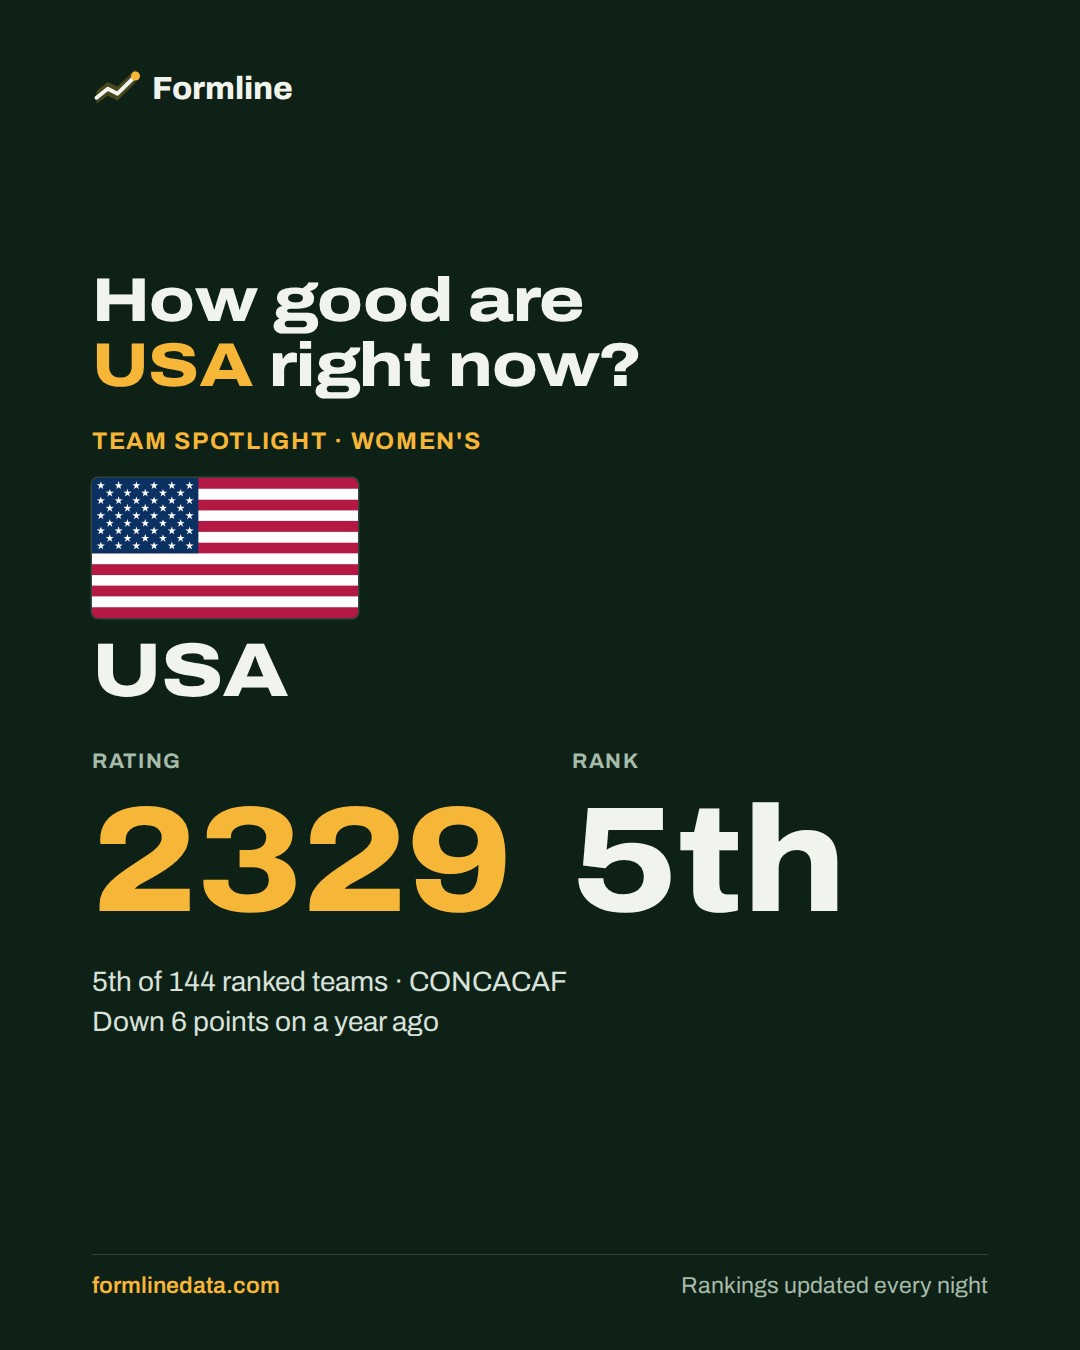 Formline
How good are
USA right now?
TEAM SPOTLIGHT · WOMEN'S
USA
RATING
RANK
2329
5th
5th of 144 ranked teams · CONCACAF
Down 6 points on a year ago
formlinedata.com
Rankings updated every night